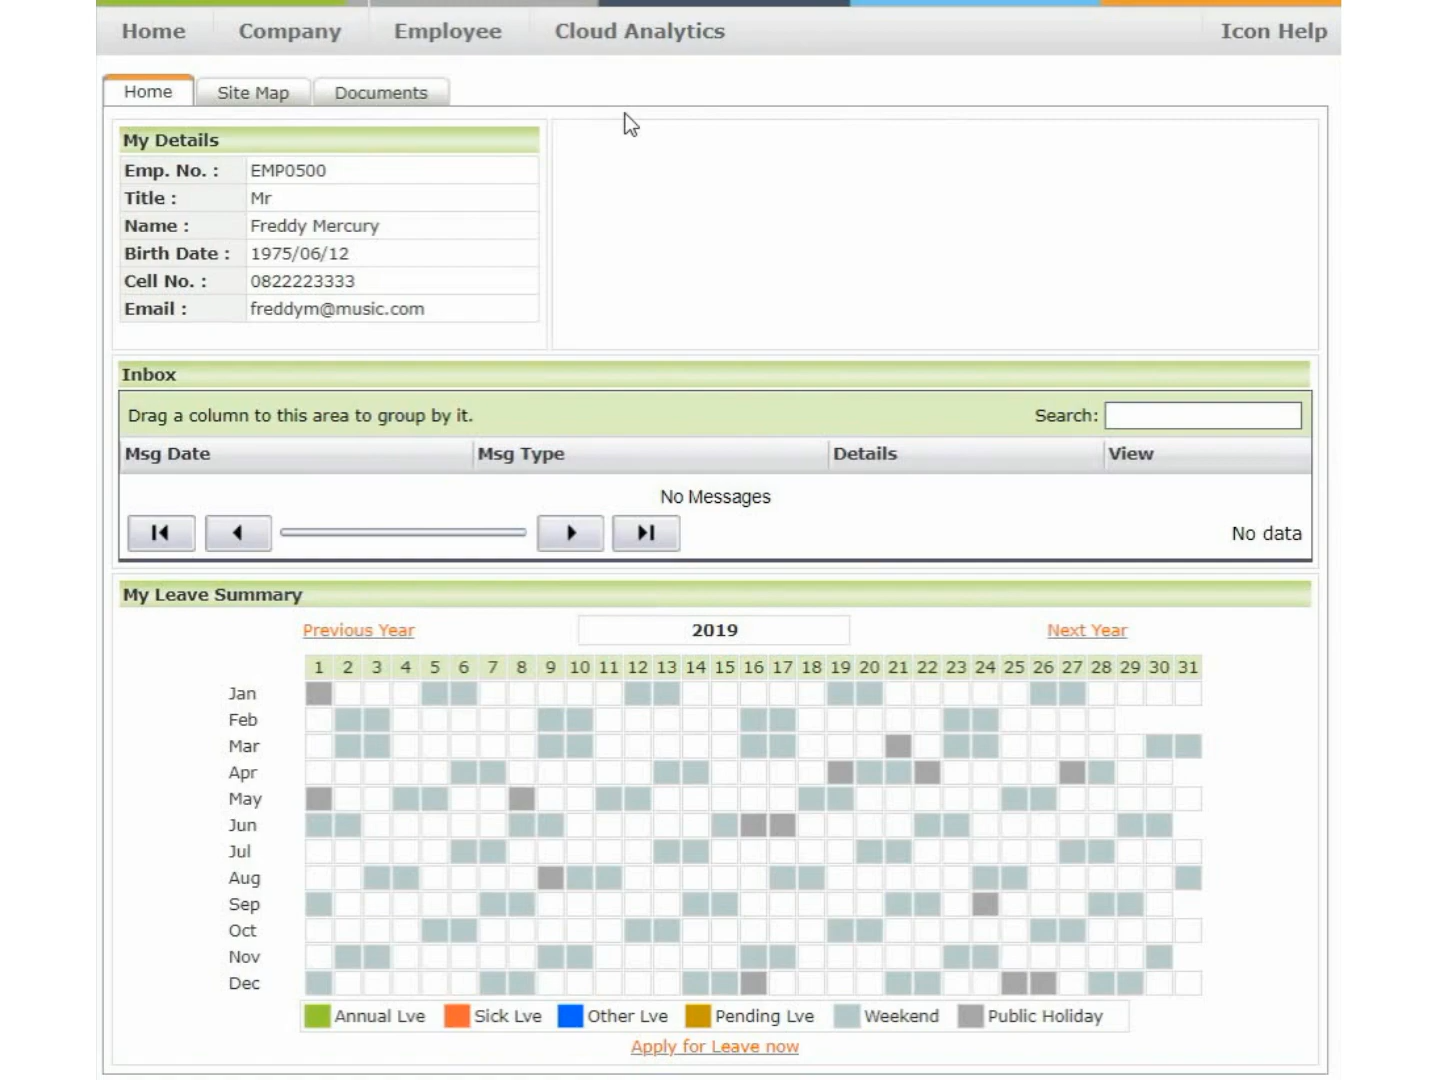 Home Company Employee Cloud Analytics Icon Help
Home Site Map Documents
My Details
Emp. No. : EMP0500
Title : Mr
Name : Freddy Mercury
Birth Date : 1975/06/12
Cell No. : 0822223333
Email : freddym@music.com
Inbox
Drag a column to this area to group by it. Search:
Msg Date Msg Type Details View
No Messages
No data
My Leave Summary
Previous Year 2019 Next Year
1 2 3 4 5 6 7 8 9 10 11 12 13 14 15 16 17 18 19 20 21 22 23 24 25 26 27 28 29 30 31
Jan
Feb
Mar
Apr
May
Jun
Jul
Aug
Sep
Oct
Nov
Dec
Annual Lve Sick Lve Other Lve Pending Lve Weekend Public Holiday
Apply for Leave now